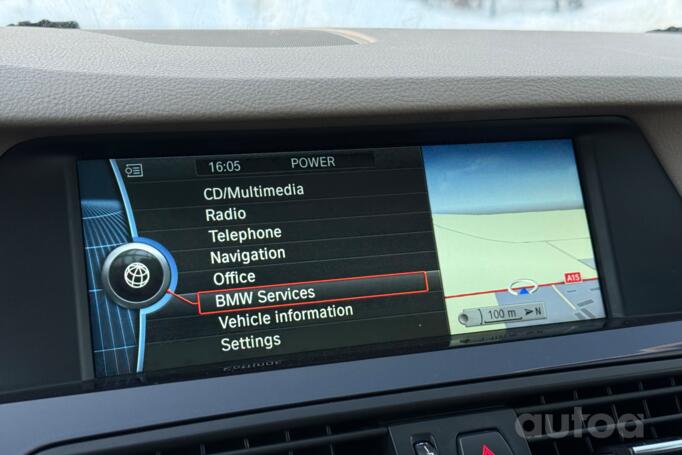 16:05 POWER
CD/Multimedia
Radio
Telephone
Navigation
Office
BMW Services
Vehicle information
Settings
A15
100 m N
autoa